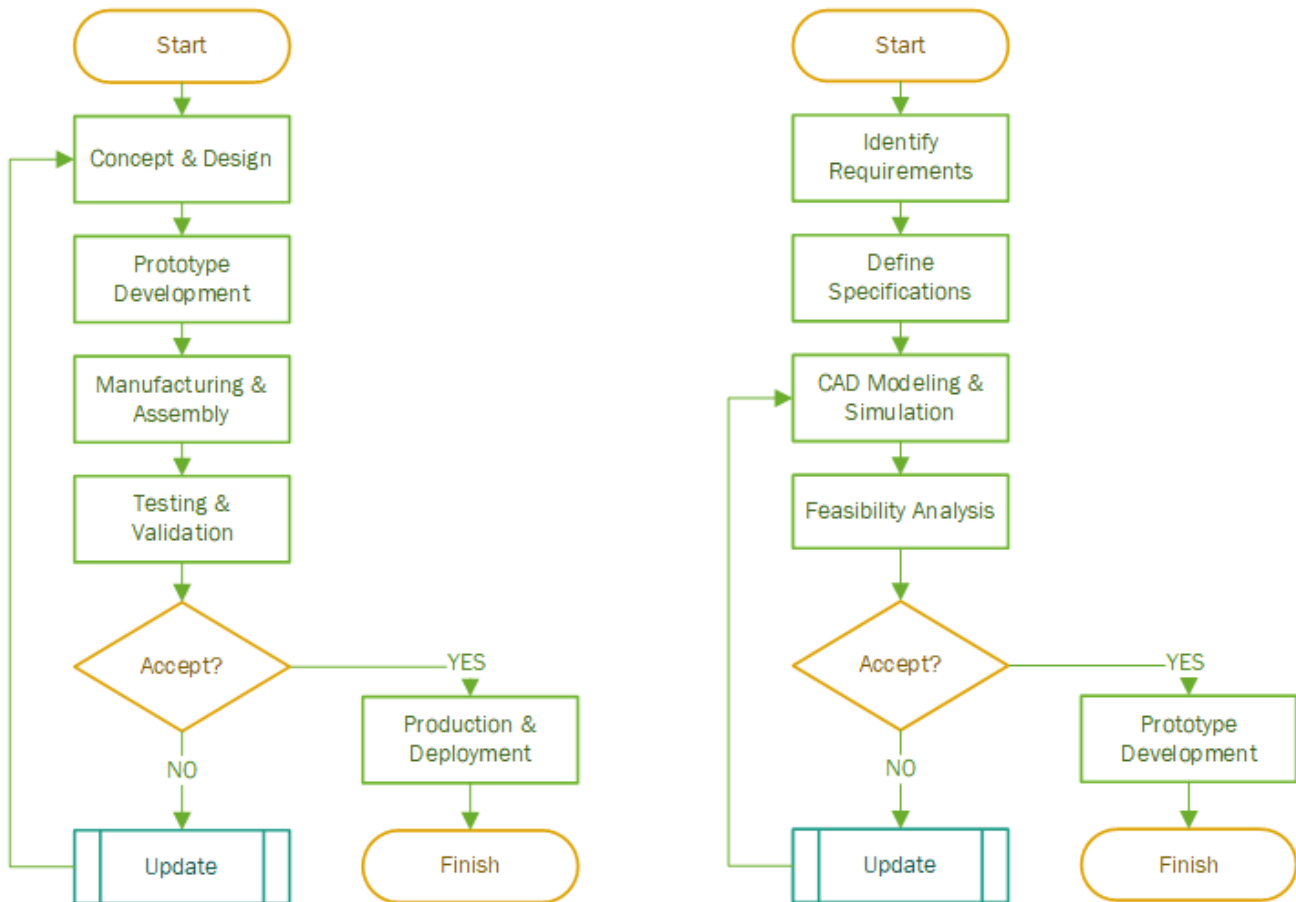 Start
Concept & Design
Prototype
Development
Manufacturing &
Assembly
Testing &
Validation
Accept?
YES
Production &
Deployment
NO
Update
Finish
Start
Identify
Requirements
Define
Specifications
CAD Modeling &
Simulation
Feasibility Analysis
Accept?
YES
Prototype
Development
NO
Update
Finish